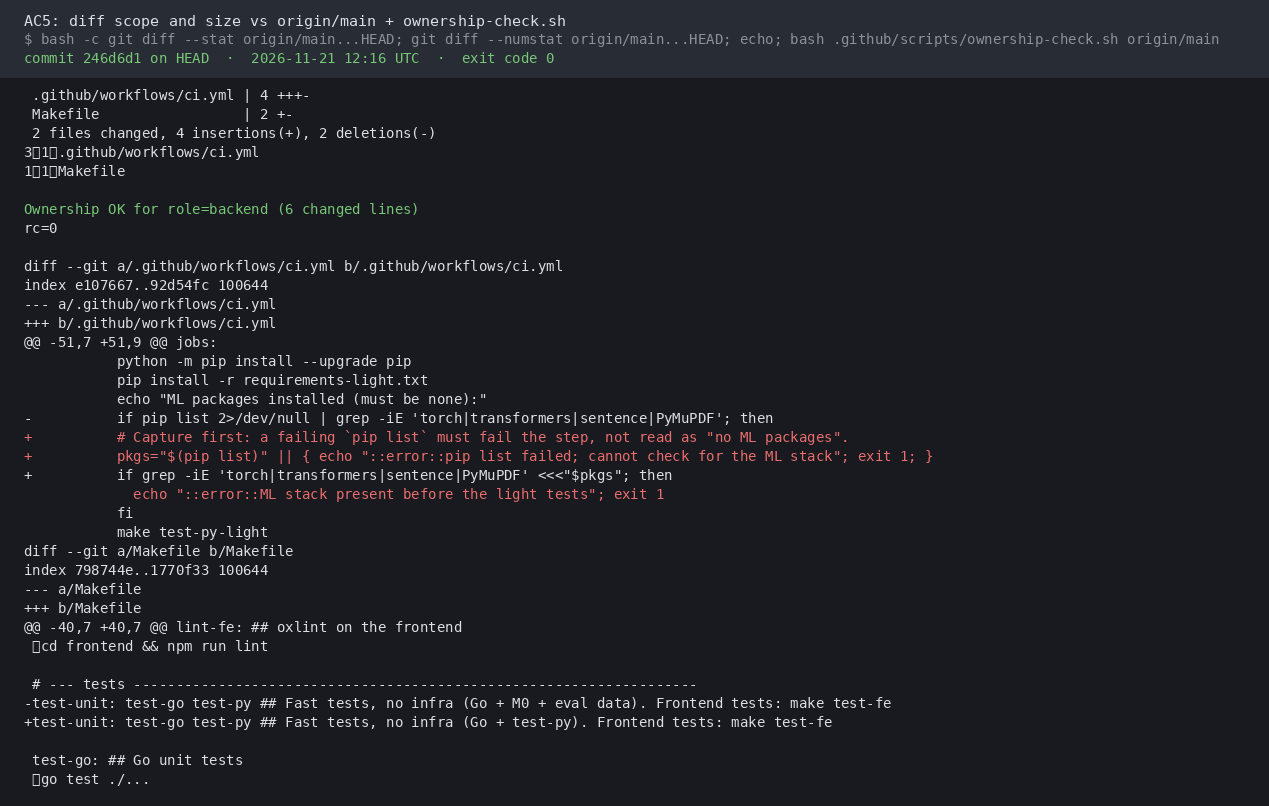 AC5: diff scope and size vs origin/main + ownership-check.sh
$ bash -c git diff --stat origin/main...HEAD; git diff --numstat origin/main...HEAD; echo; bash .github/scripts/ownership-check.sh origin/main
commit 246d6d1 on HEAD · 2026-11-21 12:16 UTC · exit code 0
 .github/workflows/ci.yml | 4 +++-
 Makefile                 | 2 +-
 2 files changed, 4 insertions(+), 2 deletions(-)
3▯1▯.github/workflows/ci.yml
1▯1▯Makefile
Ownership OK for role=backend (6 changed lines)
rc=0
diff --git a/.github/workflows/ci.yml b/.github/workflows/ci.yml
index e107667..92d54fc 100644
--- a/.github/workflows/ci.yml
+++ b/.github/workflows/ci.yml
@@ -51,7 +51,9 @@ jobs:
           python -m pip install --upgrade pip
           pip install -r requirements-light.txt
           echo "ML packages installed (must be none):"
-          if pip list 2>/dev/null | grep -iE 'torch|transformers|sentence|PyMuPDF'; then
+          # Capture first: a failing `pip list` must fail the step, not read as "no ML packages".
+          pkgs="$(pip list)" || { echo "::error::pip list failed; cannot check for the ML stack"; exit 1; }
+          if grep -iE 'torch|transformers|sentence|PyMuPDF' <<<"$pkgs"; then
             echo "::error::ML stack present before the light tests"; exit 1
           fi
           make test-py-light
diff --git a/Makefile b/Makefile
index 798744e..1770f33 100644
--- a/Makefile
+++ b/Makefile
@@ -40,7 +40,7 @@ lint-fe: ## oxlint on the frontend
 ▯cd frontend && npm run lint
 # --- tests -------------------------------------------------------------------
-test-unit: test-go test-py ## Fast tests, no infra (Go + M0 + eval data). Frontend tests: make test-fe
+test-unit: test-go test-py ## Fast tests, no infra (Go + test-py). Frontend tests: make test-fe
 test-go: ## Go unit tests
 ▯go test ./...